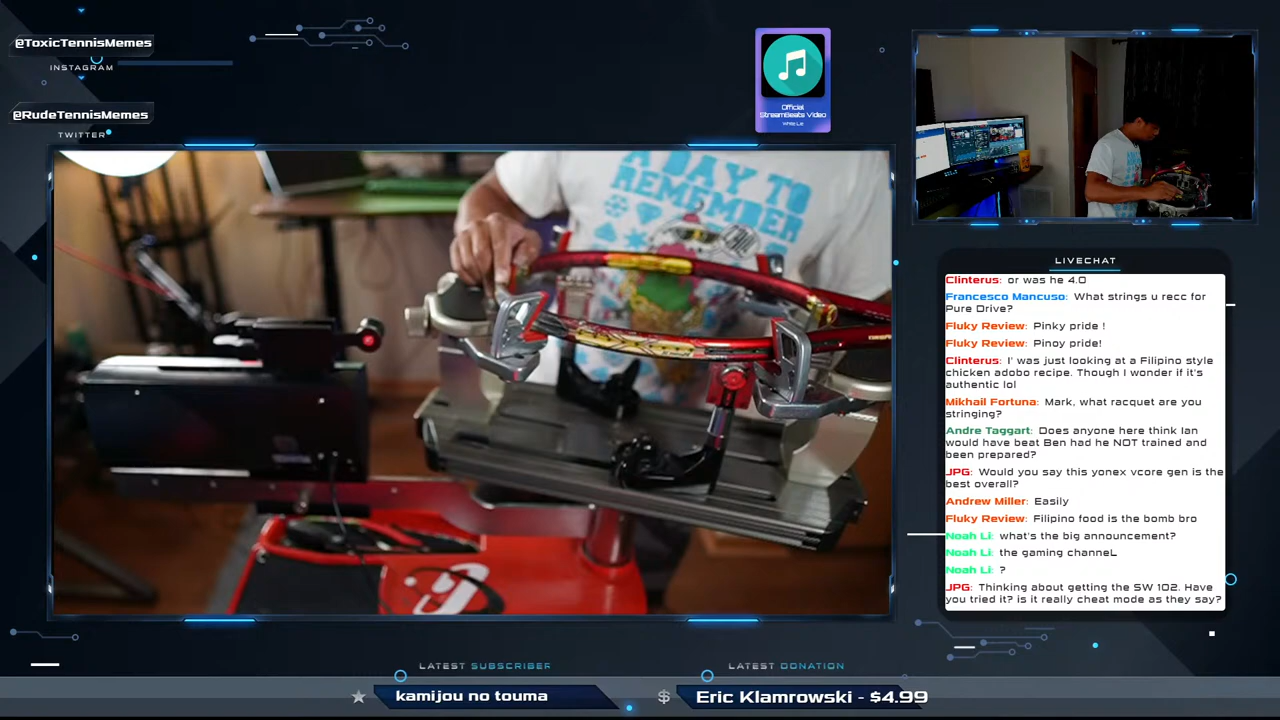 @ToxicTennisMemes
INSTAGRAM
@RudeTennisMemes
TWITTER
Official
StreamBeats Video
A DAY TO
REMEMBER
LIVECHAT
Clinterus: or was he 4.0
Francesco Mancuso: What strings u recc for
Pure Drive?
Fluky Review: Pinky pride !
Fluky Review: Pinoy pride!
Clinterus: I' was just looking at a Filipino style
chicken adobo recipe. Though I wonder if it's
authentic lol
Mikhail Fortuna: Mark, what racquet are you
stringing?
Andre Taggart: Does anyone here think Ian
would have beat Ben had he NOT trained and
been prepared?
JPG: Would you say this yonex vcore gen is the
best overall?
Andrew Miller: Easily
Fluky Review: Filipino food is the bomb bro
Noah Li: what's the big announcement?
Noah Li: the gaming channeL
Noah Li: ?
JPG: Thinking about getting the SW 102. Have
you tried it? is it really cheat mode as they say?
LATEST SUBSCRIBER
kamijou no touma
LATEST DONATION
$ Eric Klamrowski - $4.99